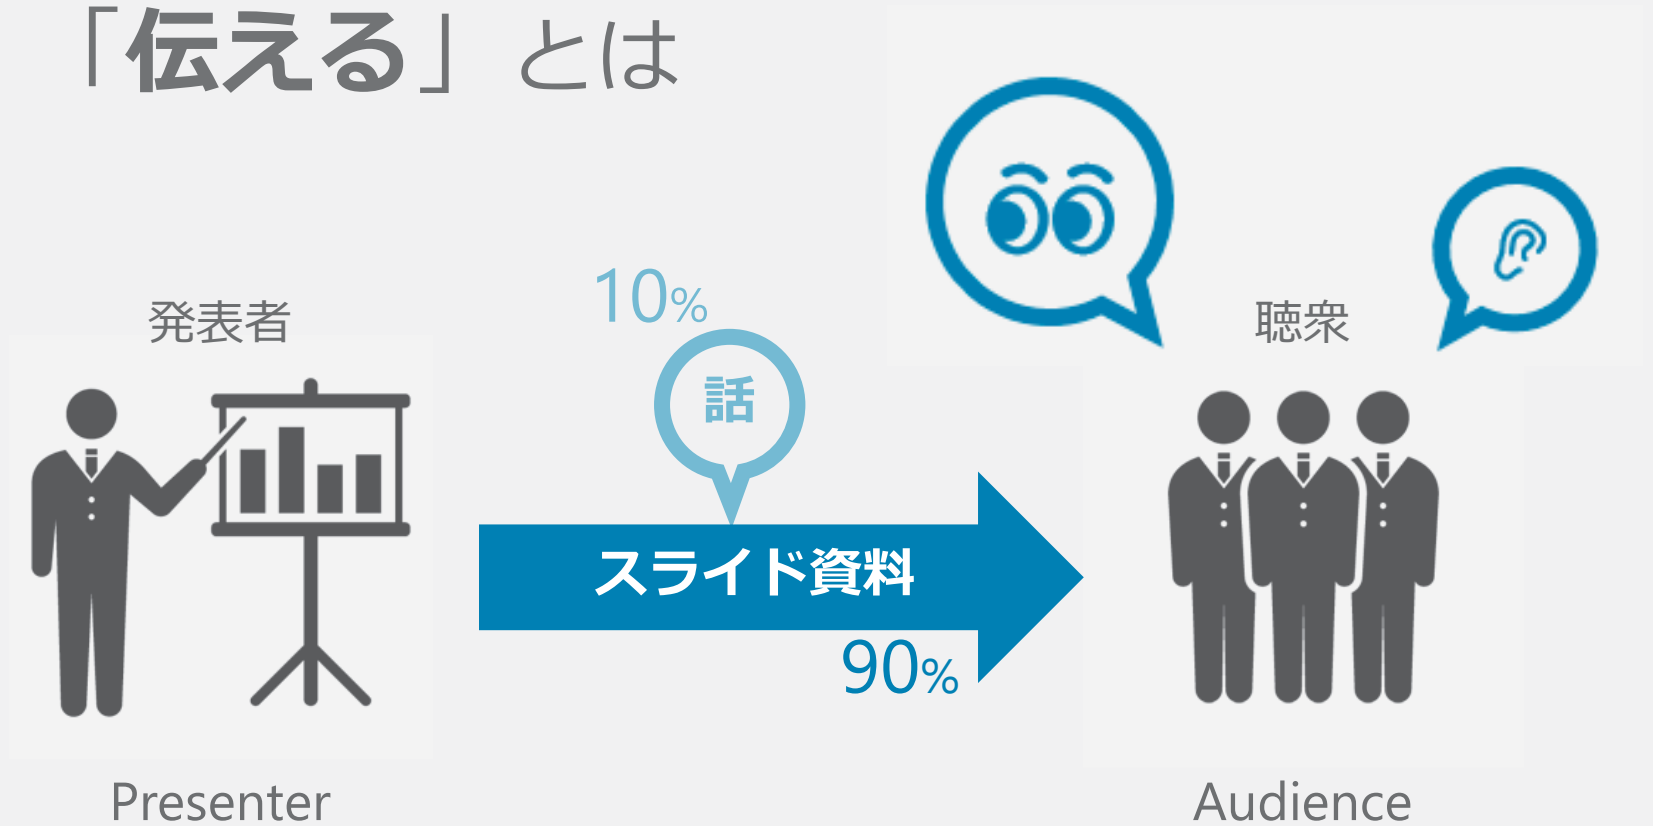 「伝える」とは
発表者
10%
話
スライド資料
90%
聴衆
Presenter
Audience